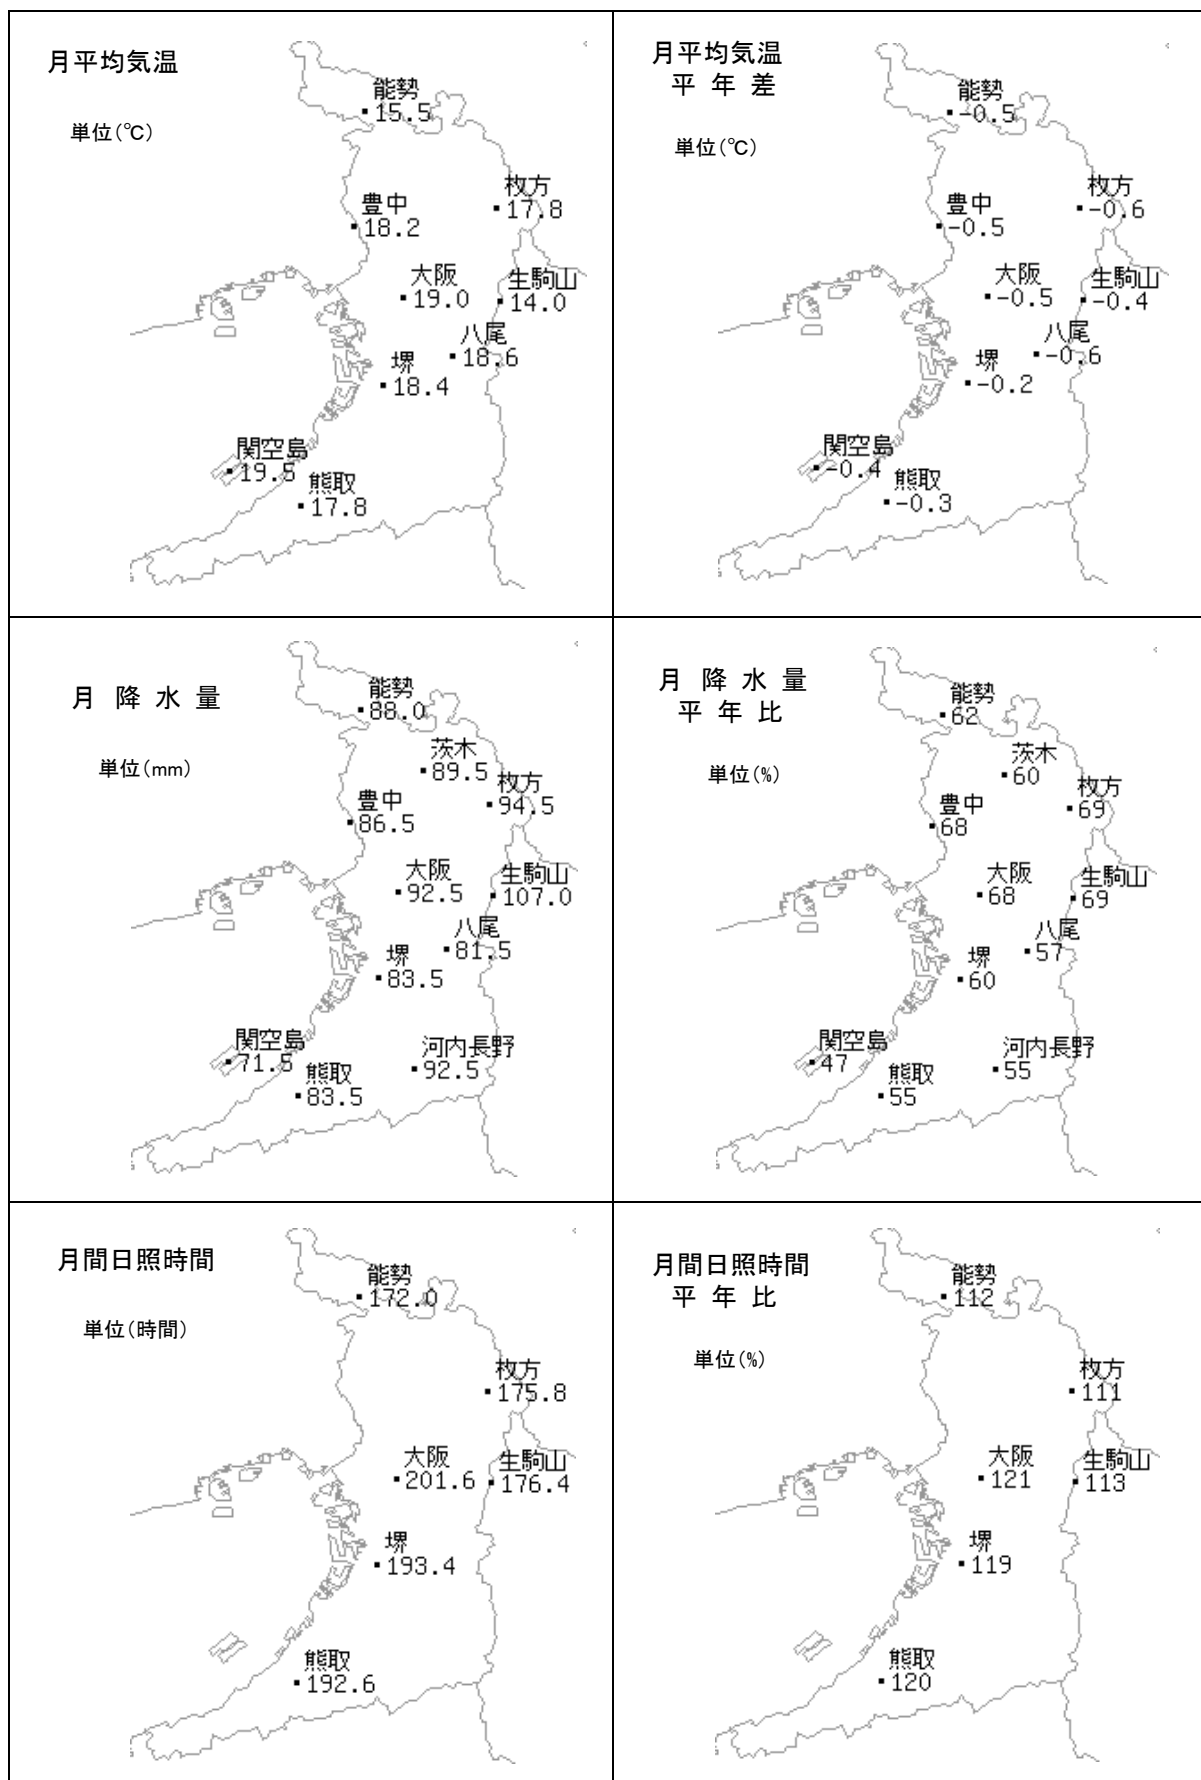 月平均気温
単位(℃)
能勢
15.5
枚方
17.8
豊中
18.2
大阪
19.0
生駒山
14.0
八尾
18.6
堺
18.4
関空島
19.5
熊取
17.8
月平均気温
平年差
単位(℃)
能勢
-0.5
枚方
-0.6
豊中
-0.5
大阪
-0.5
生駒山
-0.4
八尾
-0.6
堺
-0.2
関空島
-0.4
熊取
-0.3
月降水量
単位(mm)
能勢
88.0
茨木
89.5
枚方
94.5
豊中
86.5
大阪
92.5
生駒山
107.0
八尾
81.5
堺
83.5
関空島
71.5
河内長野
92.5
熊取
83.5
月降水量
平年比
単位(%)
能勢
62
茨木
60
枚方
69
豊中
68
大阪
68
生駒山
69
八尾
57
堺
60
関空島
47
河内長野
55
熊取
55
月間日照時間
単位(時間)
能勢
172.0
枚方
175.8
大阪
201.6
生駒山
176.4
堺
193.4
熊取
192.6
月間日照時間
平年比
単位(%)
能勢
112
枚方
111
大阪
121
生駒山
113
堺
119
熊取
120